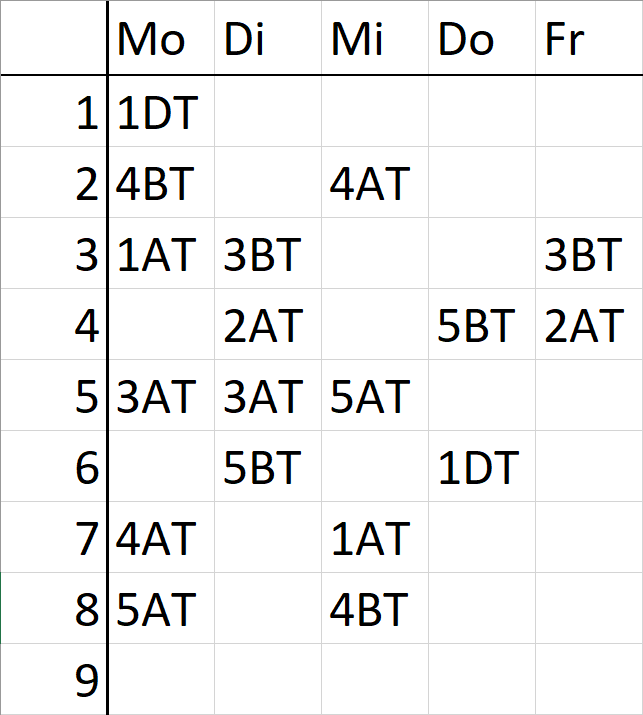 Mo Di Mi Do Fr
1 1DT
2 4BT 4AT
3 1AT 3BT 3BT
4 2AT 5BT 2AT
5 3AT 3AT 5AT
6 5BT 1DT
7 4AT 1AT
8 5AT 4BT
9